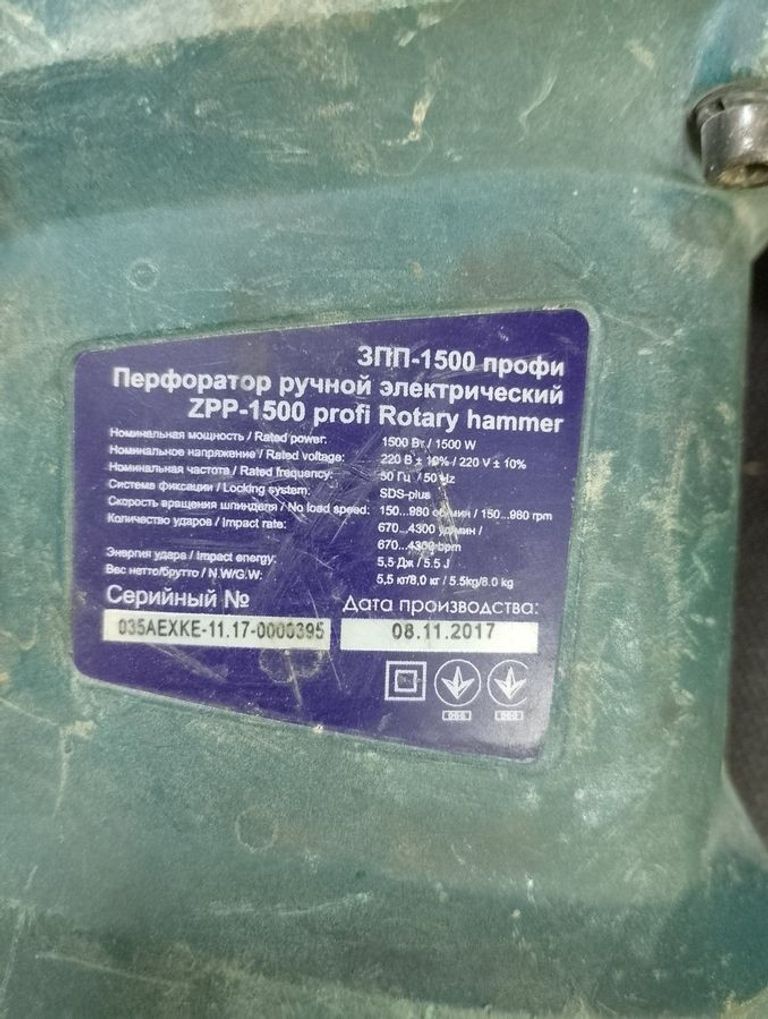 ЗПП-1500 профи
Перфоратор ручной электрический
ZPP-1500 profi Rotary hammer
Номинальная мощность / Rated power: 1500 Вт / 1500 W
Номинальное напряжение / Rated voltage: 220 В ± 10% / 220 V ± 10%
Номинальная частота / Rated frequency: 50 Гц / 50 Hz
Система фиксации / Locking system: SDS-plus
Скорость вращения шпинделя / No load speed: 150...980 об/мин / 150...980 rpm
Количество ударов / Impact rate: 670...4300 уд/мин /
670...4300 bpm
Энергия удара / Impact energy: 5,5 Дж / 5.5 J
Вес нетто/брутто / N.W/G.W: 5,5 кг/8,0 кг / 5.5kg/8.0 kg
Серийный № Дата производства:
035AEXKE-11.17-0000395 08.11.2017